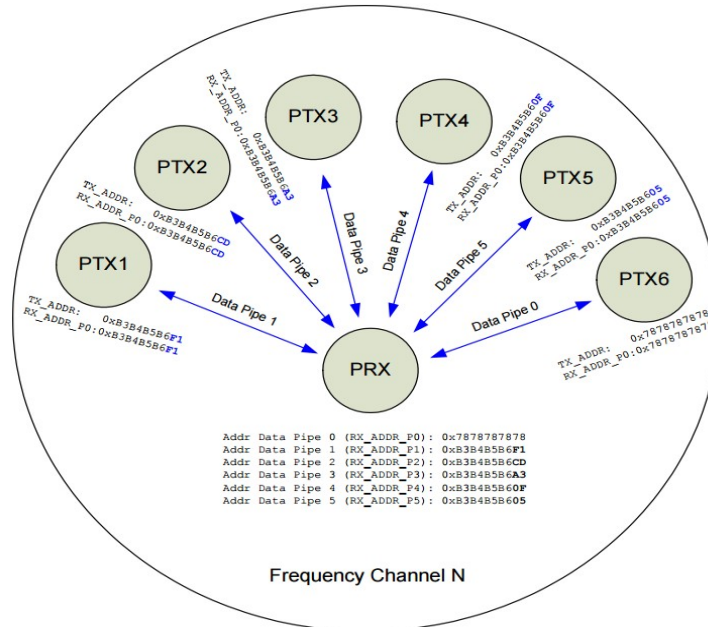 PTX3
PTX4
PTX2
PTX5
PTX1
PTX6
TX_ADDR: 0xB3B4B5B6F1
RX_ADDR_P0:0xB3B4B5B6F1
TX_ADDR: 0xB3B4B5B6CD
RX_ADDR_P0:0xB3B4B5B6CD
TX_ADDR: 0xB3B4B5B6A3
RX_ADDR_P0:0xB3B4B5B6A3
TX_ADDR: 0xB3B4B5B60F
RX_ADDR_P0:0xB3B4B5B60F
TX_ADDR: 0xB3B4B5B605
RX_ADDR_P0:0xB3B4B5B605
TX_ADDR: 0x7878787878
RX_ADDR_P0:0x787878787
Data Pipe 1
Data Pipe 2
Data Pipe 3
Data Pipe 4
Data Pipe 5
Data Pipe 0
PRX
Addr Data Pipe 0 (RX_ADDR_P0): 0x7878787878
Addr Data Pipe 1 (RX_ADDR_P1): 0xB3B4B5B6F1
Addr Data Pipe 2 (RX_ADDR_P2): 0xB3B4B5B6CD
Addr Data Pipe 3 (RX_ADDR_P3): 0xB3B4B5B6A3
Addr Data Pipe 4 (RX_ADDR_P4): 0xB3B4B5B60F
Addr Data Pipe 5 (RX_ADDR_P5): 0xB3B4B5B605
Frequency Channel N